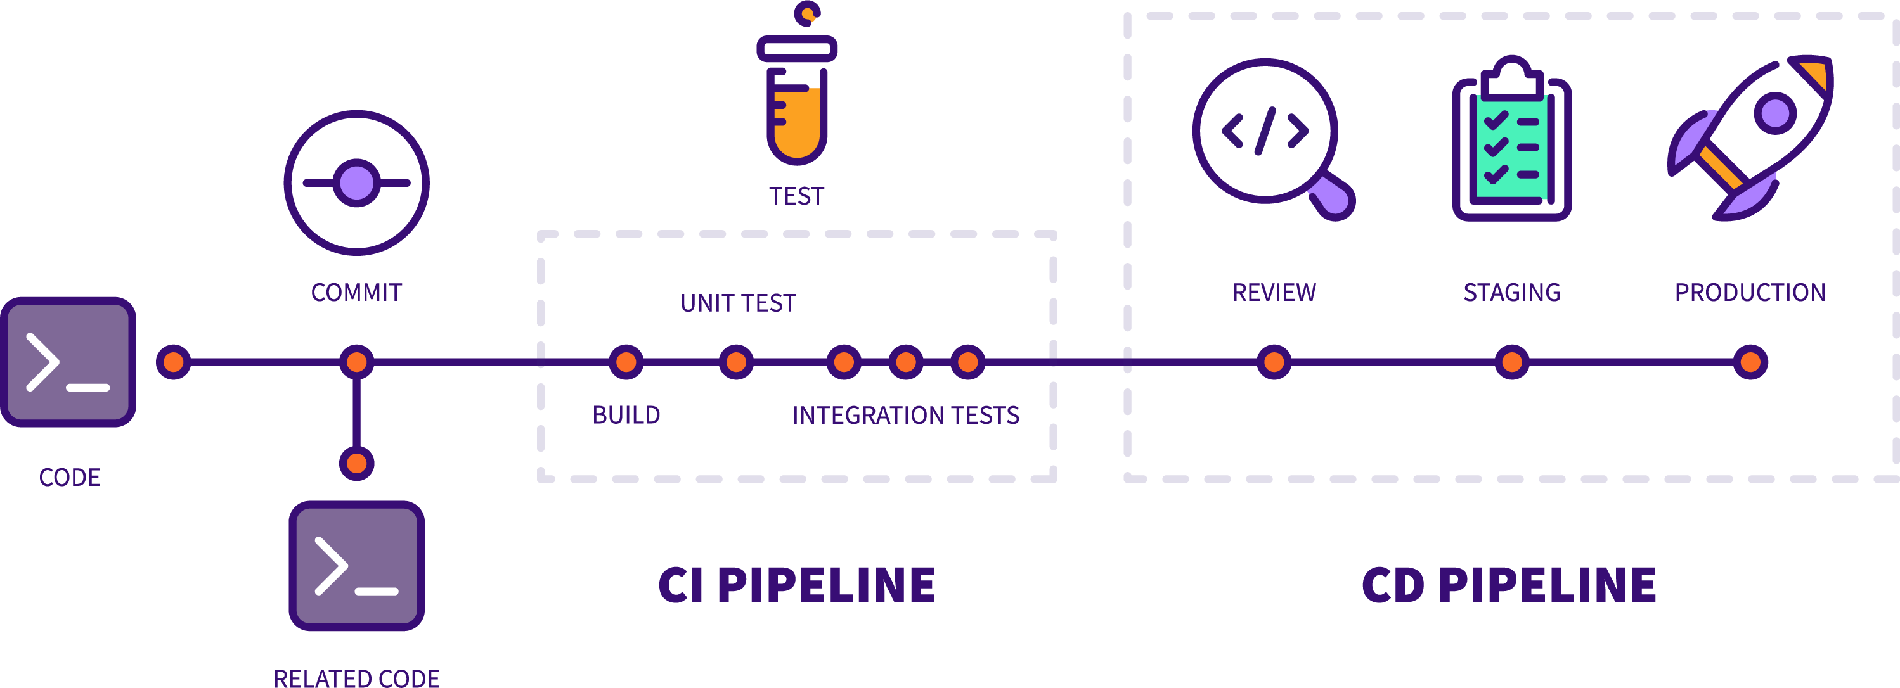 TEST
COMMIT
UNIT TEST
REVIEW
STAGING
PRODUCTION
CODE
BUILD
INTEGRATION TESTS
RELATED CODE
CI PIPELINE
CD PIPELINE